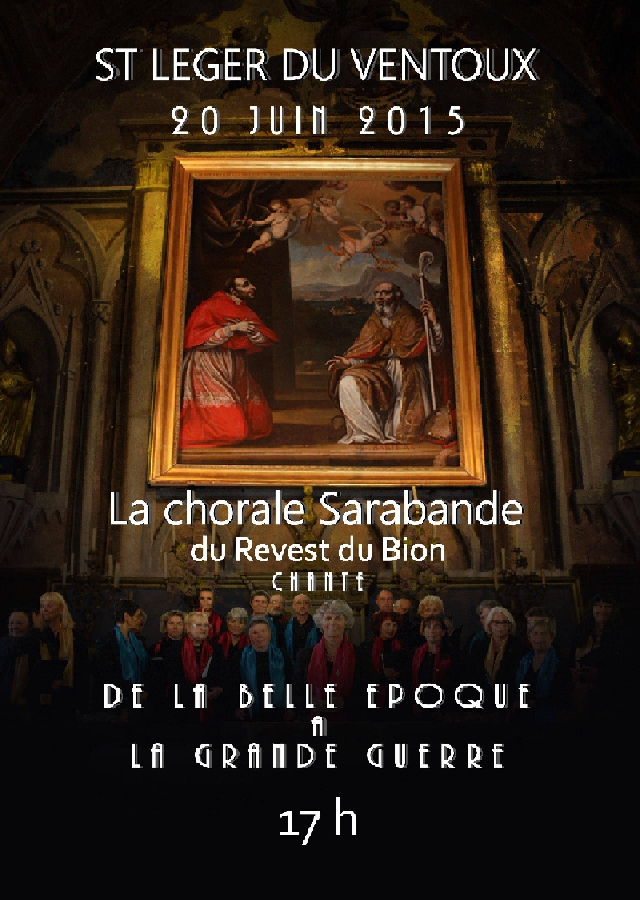 ST LEGER DU VENTOUX
20 JUIN 2015
La chorale Sarabande
du Revest du Bion
CHANTE
DE LA BELLE EPOQUE
A
LA GRANDE GUERRE
17 h